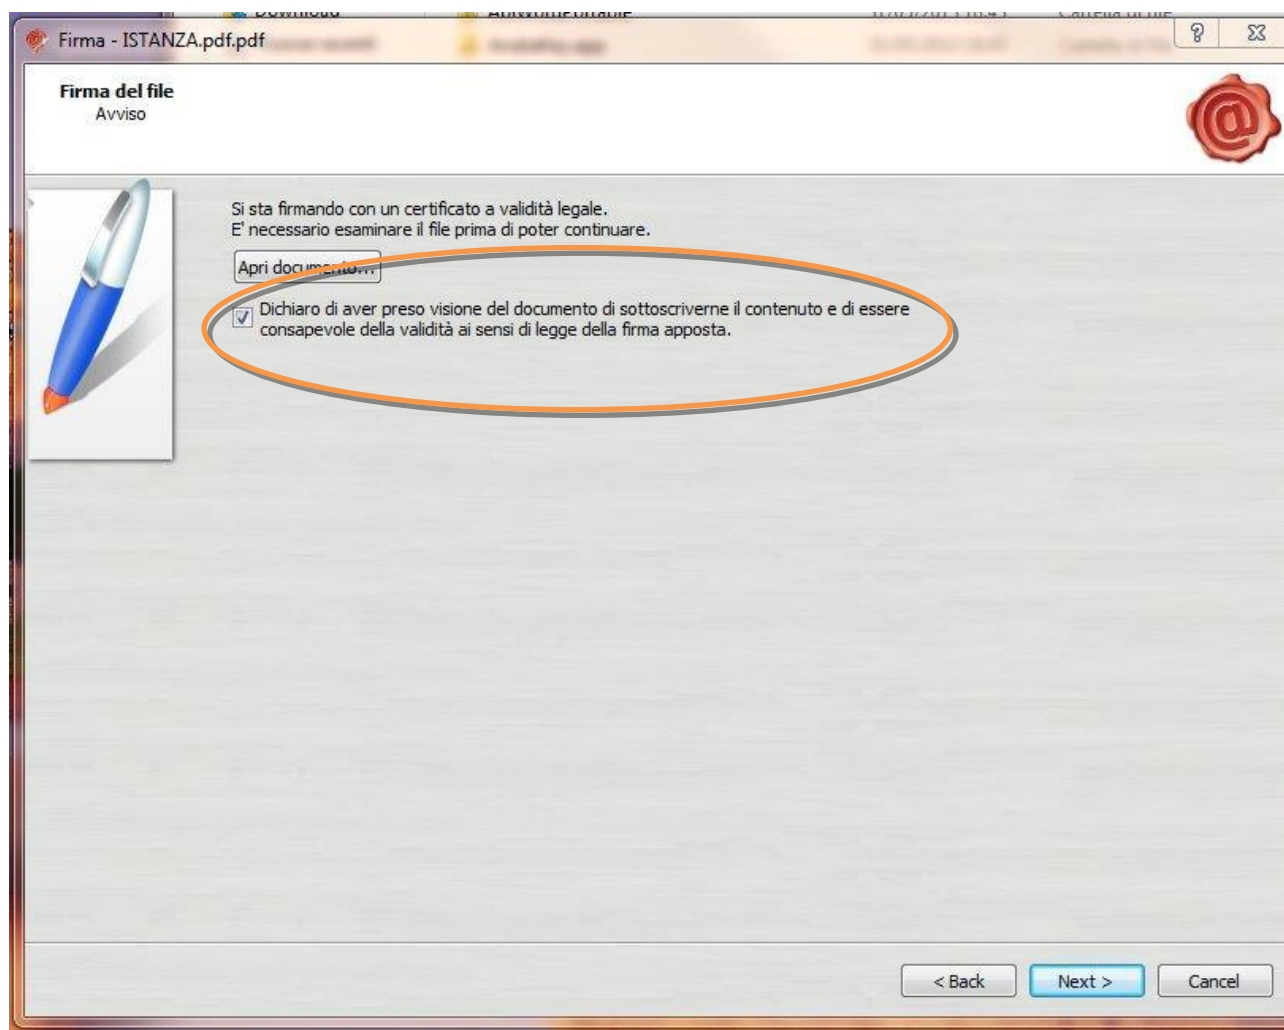 Firma - ISTANZA.pdf.pdf
Firma del file
Avviso
Si sta firmando con un certificato a validità legale.
E' necessario esaminare il file prima di poter continuare.
Apri documento...
Dichiaro di aver preso visione del documento di sottoscriverne il contenuto e di essere
consapevole della validità ai sensi di legge della firma apposta.
< Back
Next >
Cancel